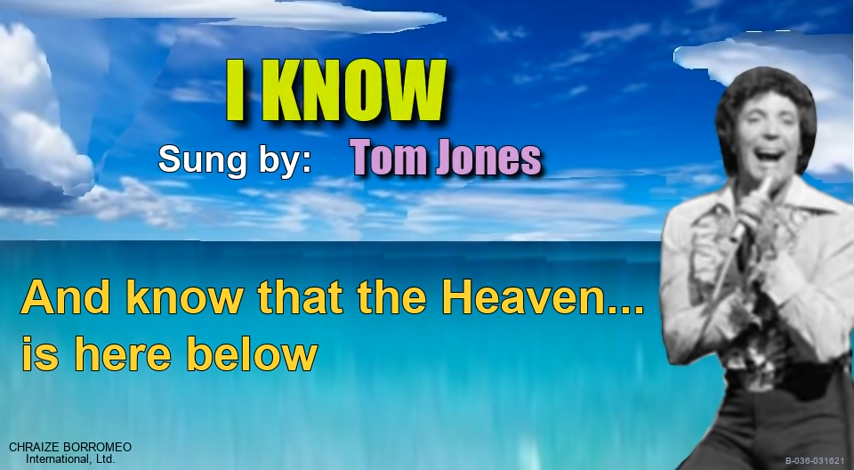 I KNOW
Sung by: Tom Jones
And know that the Heaven...
is here below
CHRAIZE BORROMEO
International, Ltd.
B-036-031621